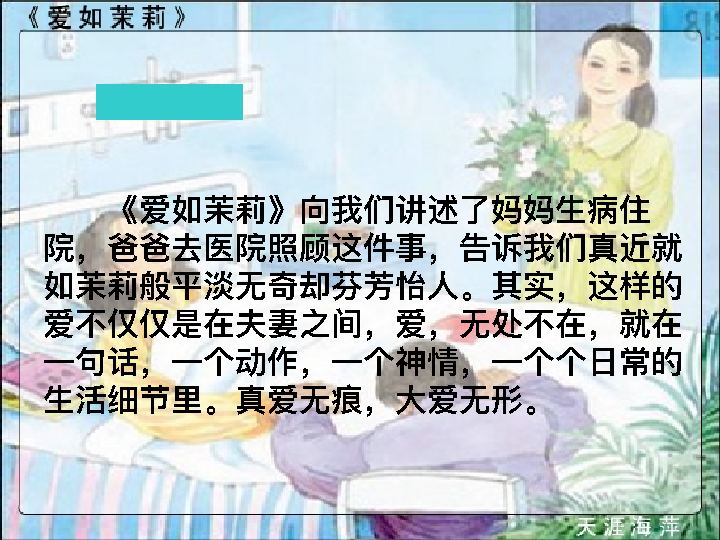 《爱如茉莉》
《爱如茉莉》向我们讲述了妈妈生病住
院，爸爸去医院照顾这件事，告诉我们真近就
如茉莉般平淡无奇却芬芳怡人。其实，这样的
爱不仅仅是在夫妻之间，爱，无处不在，就在
一句话，一个动作，一个神情，一个个日常的
生活细节里。真爱无痕，大爱无形。
天涯海萍